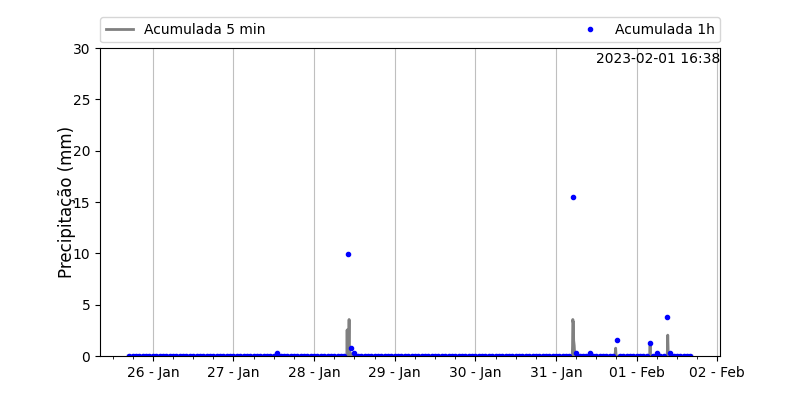 Acumulada 5 min
Acumulada 1h
2023-02-01 16:38
Precipitação (mm)
30
25
20
15
10
5
0
26 - Jan
27 - Jan
28 - Jan
29 - Jan
30 - Jan
31 - Jan
01 - Feb
02 - Feb